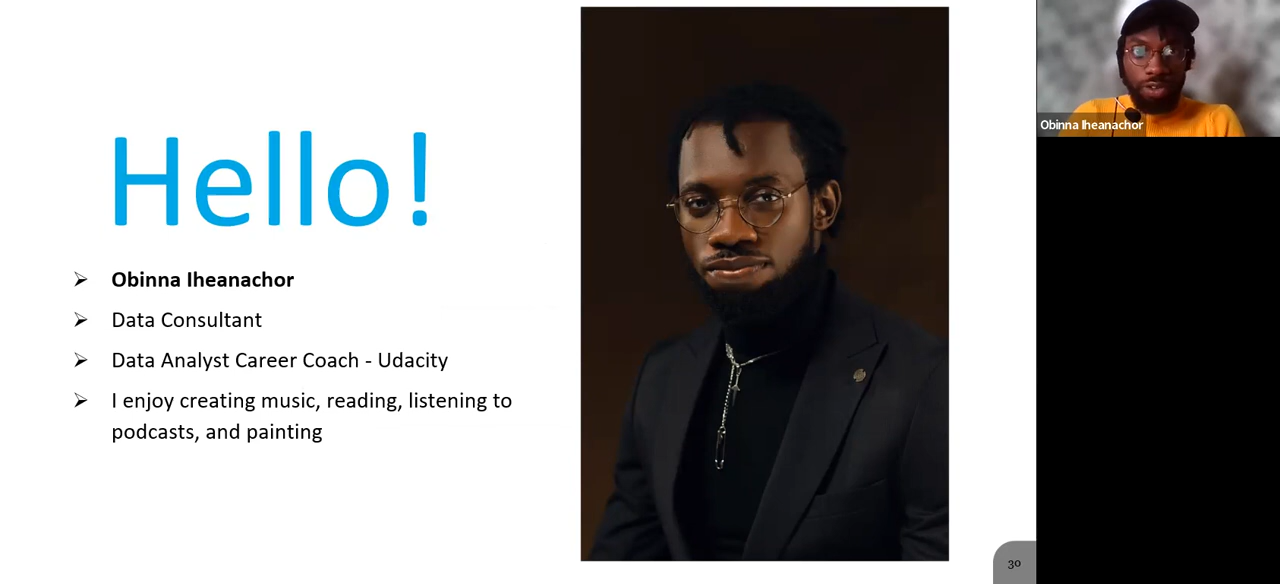 Hello!
Obinna Iheanachor
Data Consultant
Data Analyst Career Coach - Udacity
I enjoy creating music, reading, listening to
podcasts, and painting
Obinna Iheanachor
30